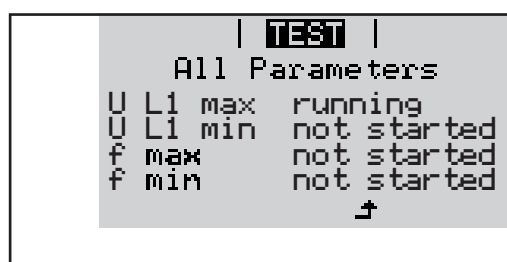 TEST
All Parameters
U L1 max running
U L1 min not started
f max not started
f min not started